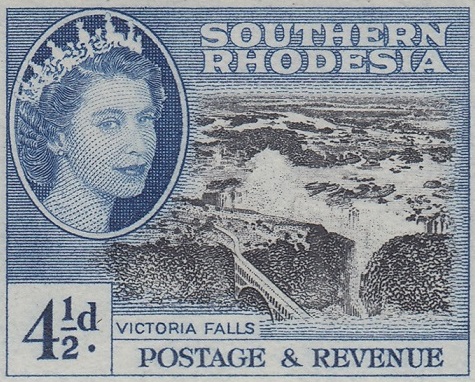 SOUTHERN
RHODESIA
4½d.
VICTORIA FALLS
POSTAGE & REVENUE